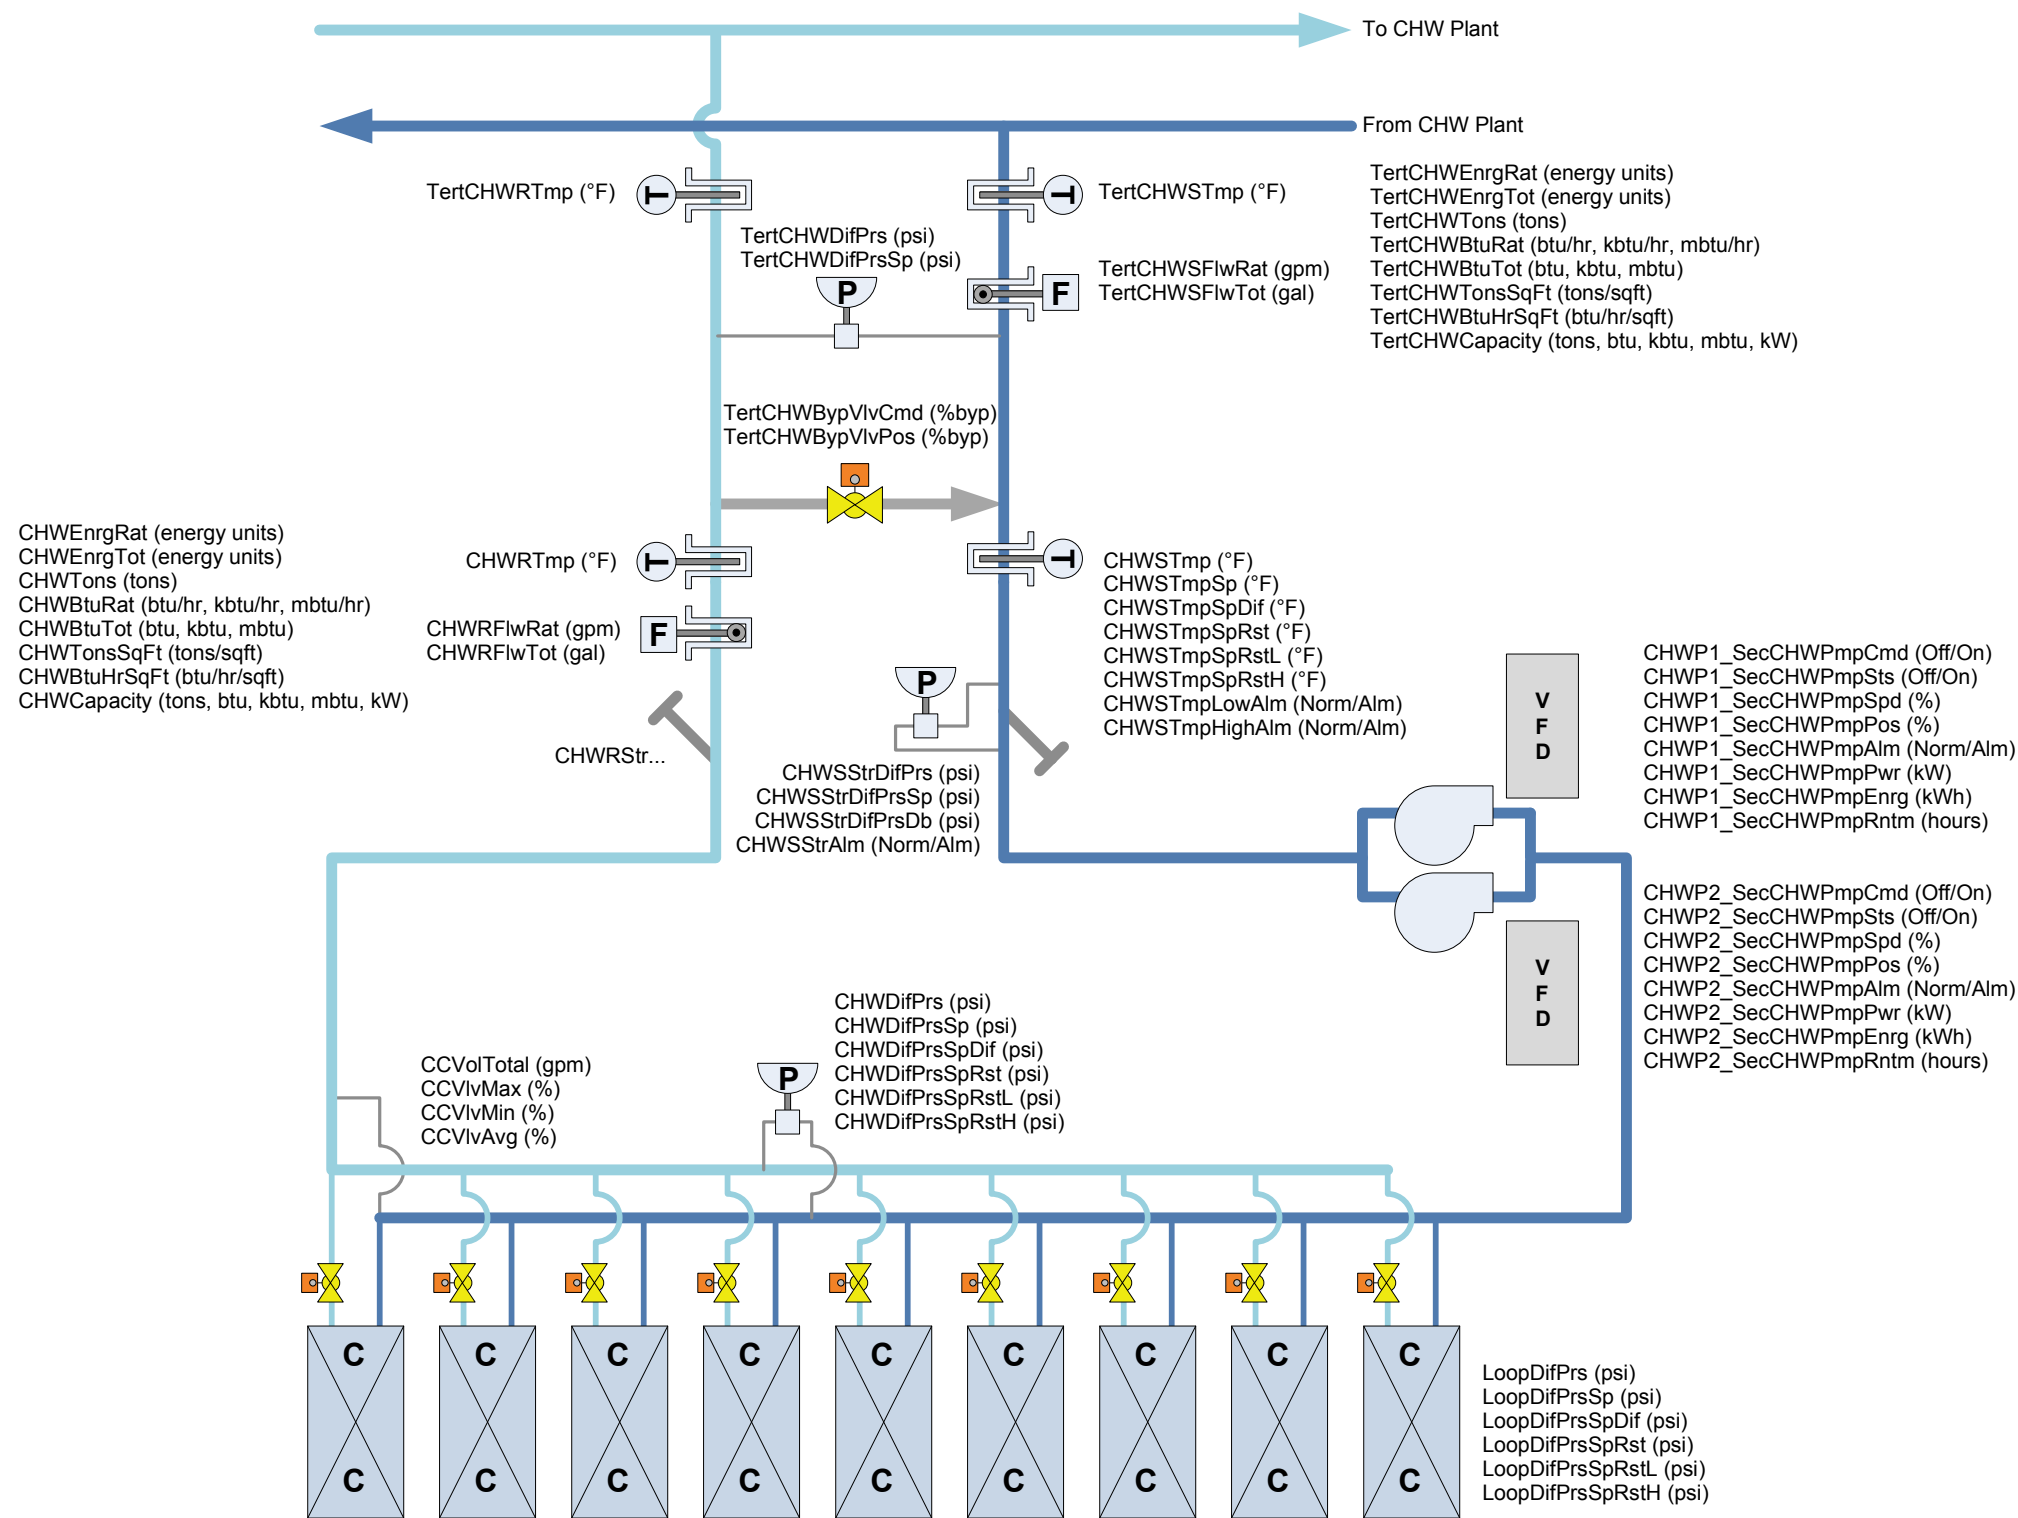 To CHW Plant
From CHW Plant
TertCHWRTmp (°F)
T
T
TertCHWSTmp (°F)
TertCHWEnrgRat (energy units)
TertCHWEnrgTot (energy units)
TertCHWTons (tons)
TertCHWBtuRat (btu/hr, kbtu/hr, mbtu/hr)
TertCHWBtuTot (btu, kbtu, mbtu)
TertCHWTonsSqFt (tons/sqft)
TertCHWBtuHrSqFt (btu/hr/sqft)
TertCHWCapacity (tons, btu, kbtu, mbtu, kW)
TertCHWDifPrs (psi)
TertCHWDifPrsSp (psi)
P
TertCHWSFlwRat (gpm)
TertCHWSFlwTot (gal)
F
TertCHWBypVlvCmd (%byp)
TertCHWBypVlvPos (%byp)
CHWEnrgRat (energy units)
CHWEnrgTot (energy units)
CHWTons (tons)
CHWBtuRat (btu/hr, kbtu/hr, mbtu/hr)
CHWBtuTot (btu, kbtu, mbtu)
CHWTonsSqFt (tons/sqft)
CHWBtuHrSqFt (btu/hr/sqft)
CHWCapacity (tons, btu, kbtu, mbtu, kW)
CHWRTmp (°F)
T
CHWRFlwRat (gpm)
CHWRFlwTot (gal)
F
CHWRStr...
T
CHWSTmp (°F)
CHWSTmpSp (°F)
CHWSTmpSpDif (°F)
CHWSTmpSpRst (°F)
CHWSTmpSpRstL (°F)
CHWSTmpSpRstH (°F)
CHWSTmpLowAlm (Norm/Alm)
CHWSTmpHighAlm (Norm/Alm)
P
CHWSStrDifPrs (psi)
CHWSStrDifPrsSp (psi)
CHWSStrDifPrsDb (psi)
CHWSStrAlm (Norm/Alm)
V
F
D
CHWP1_SecCHWPmpCmd (Off/On)
CHWP1_SecCHWPmpSts (Off/On)
CHWP1_SecCHWPmpSpd (%)
CHWP1_SecCHWPmpPos (%)
CHWP1_SecCHWPmpAlm (Norm/Alm)
CHWP1_SecCHWPmpPwr (kW)
CHWP1_SecCHWPmpEnrg (kWh)
CHWP1_SecCHWPmpRntm (hours)
V
F
D
CHWP2_SecCHWPmpCmd (Off/On)
CHWP2_SecCHWPmpSts (Off/On)
CHWP2_SecCHWPmpSpd (%)
CHWP2_SecCHWPmpPos (%)
CHWP2_SecCHWPmpAlm (Norm/Alm)
CHWP2_SecCHWPmpPwr (kW)
CHWP2_SecCHWPmpEnrg (kWh)
CHWP2_SecCHWPmpRntm (hours)
CCVolTotal (gpm)
CCVlvMax (%)
CCVlvMin (%)
CCVlvAvg (%)
P
CHWDifPrs (psi)
CHWDifPrsSp (psi)
CHWDifPrsSpDif (psi)
CHWDifPrsSpRst (psi)
CHWDifPrsSpRstL (psi)
CHWDifPrsSpRstH (psi)
C C C C C C C C C
C C C C C C C C C
LoopDifPrs (psi)
LoopDifPrsSp (psi)
LoopDifPrsSpDif (psi)
LoopDifPrsSpRst (psi)
LoopDifPrsSpRstL (psi)
LoopDifPrsSpRstH (psi)